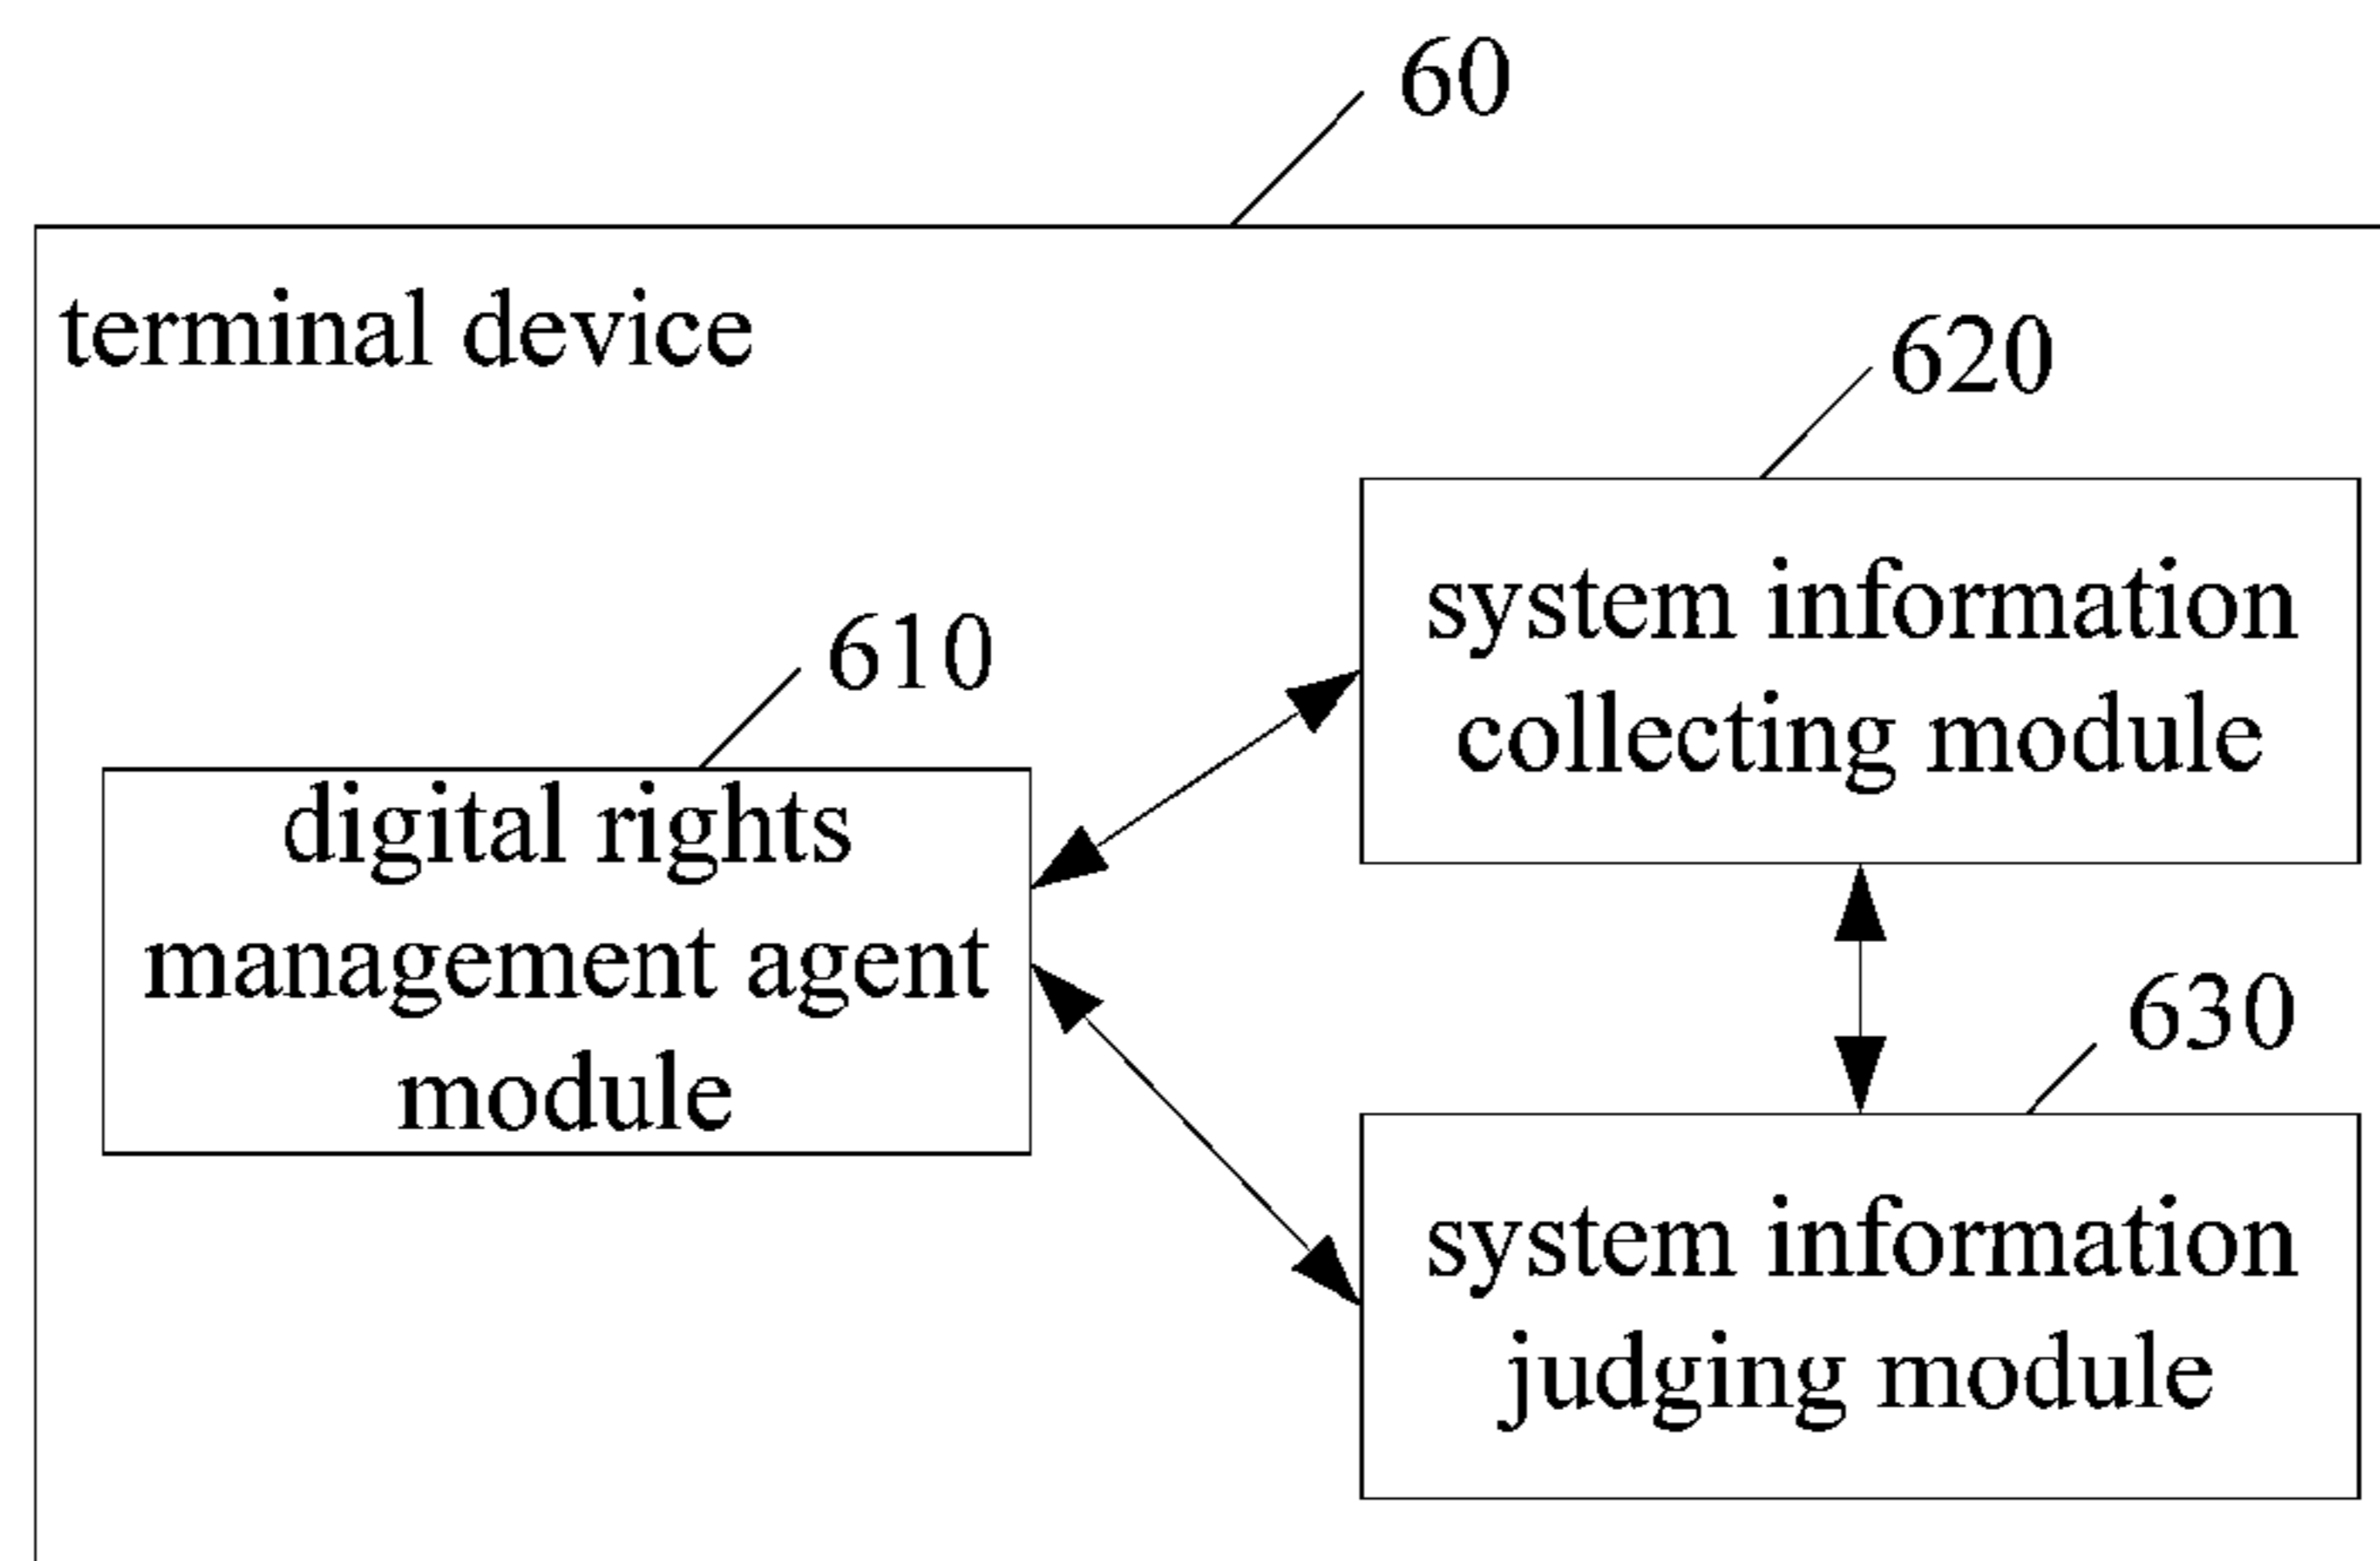 60
terminal device
620
system information
collecting module
610
digital rights
management agent
module
630
system information
judging module